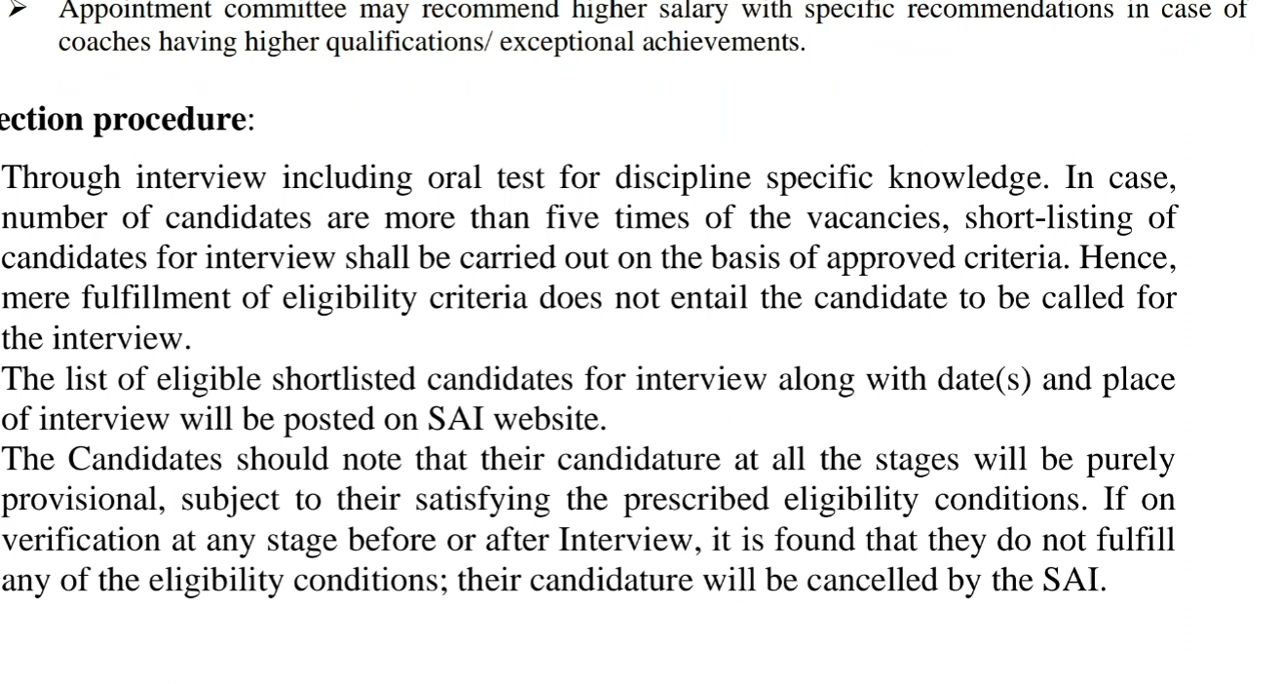 ➢ Appointment committee may recommend higher salary with specific recommendations in case of
coaches having higher qualifications/ exceptional achievements.
ection procedure:
Through interview including oral test for discipline specific knowledge. In case,
number of candidates are more than five times of the vacancies, short-listing of
candidates for interview shall be carried out on the basis of approved criteria. Hence,
mere fulfillment of eligibility criteria does not entail the candidate to be called for
the interview.
The list of eligible shortlisted candidates for interview along with date(s) and place
of interview will be posted on SAI website.
The Candidates should note that their candidature at all the stages will be purely
provisional, subject to their satisfying the prescribed eligibility conditions. If on
verification at any stage before or after Interview, it is found that they do not fulfill
any of the eligibility conditions; their candidature will be cancelled by the SAI.